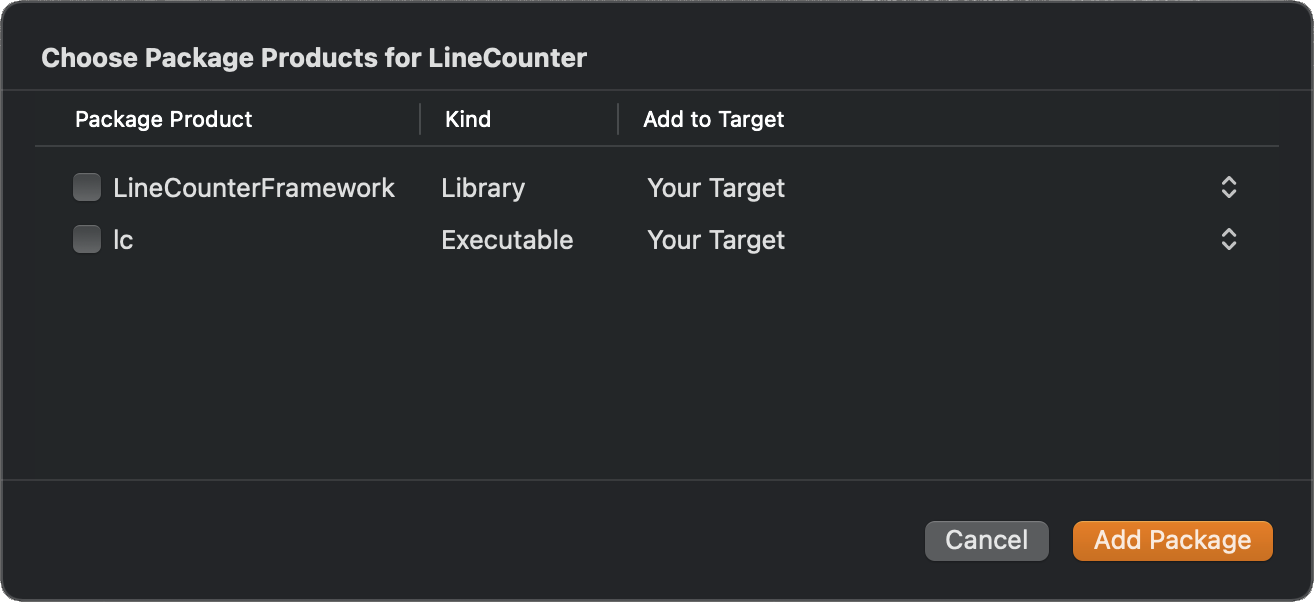 Choose Package Products for LineCounter
Package Product Kind Add to Target
LineCounterFramework Library Your Target
lc Executable Your Target
Cancel Add Package